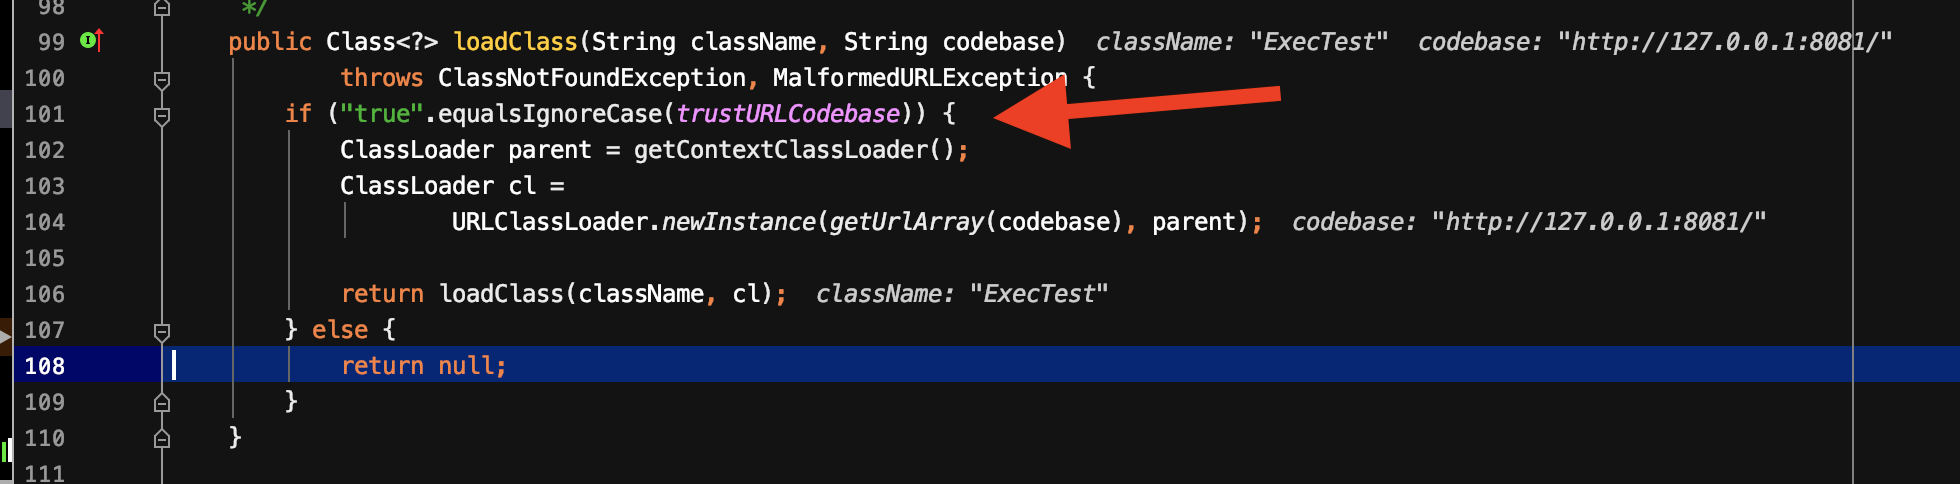 98 */
99 public Class<?> loadClass(String className, String codebase) className: "ExecTest" codebase: "http://127.0.0.1:8081/"
100 throws ClassNotFoundException, MalformedURLException {
101 if ("true".equalsIgnoreCase(trustURLCodebase)) {
102 ClassLoader parent = getContextClassLoader();
103 ClassLoader cl =
104 URLClassLoader.newInstance(getUrlArray(codebase), parent); codebase: "http://127.0.0.1:8081/"
105
106 return loadClass(className, cl); className: "ExecTest"
107 } else {
108 return null;
109 }
110 }
111